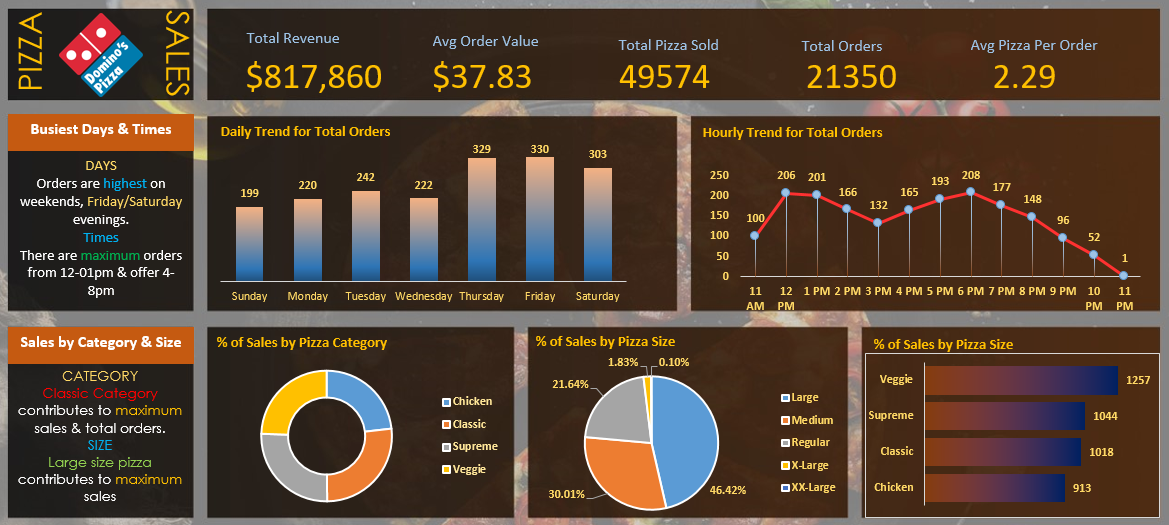 PIZZA
Domino's
Pizza
SALES
Total Revenue
$817,860
Avg Order Value
$37.83
Total Pizza Sold
49574
Total Orders
21350
Avg Pizza Per Order
2.29
Busiest Days & Times
DAYS
Orders are highest on
weekends, Friday/Saturday
evenings.
Times
There are maximum orders
from 12-01pm & offer 4-
8pm
Daily Trend for Total Orders
199
220
242
222
329
330
303
Sunday
Monday
Tuesday
Wednesday
Thursday
Friday
Saturday
Hourly Trend for Total Orders
250
200
150
100
50
0
100
206
201
166
132
165
193
208
177
148
96
52
1
11 AM
12 PM
1 PM
2 PM
3 PM
4 PM
5 PM
6 PM
7 PM
8 PM
9 PM
10 PM
11 PM
Sales by Category & Size
CATEGORY
Classic Category
contributes to maximum
sales & total orders.
SIZE
Large size pizza
contributes to maximum
sales
% of Sales by Pizza Category
Chicken
Classic
Supreme
Veggie
% of Sales by Pizza Size
1.83%
0.10%
21.64%
30.01%
46.42%
Large
Medium
Regular
X-Large
XX-Large
% of Sales by Pizza Size
Veggie
1257
Supreme
1044
Classic
1018
Chicken
913